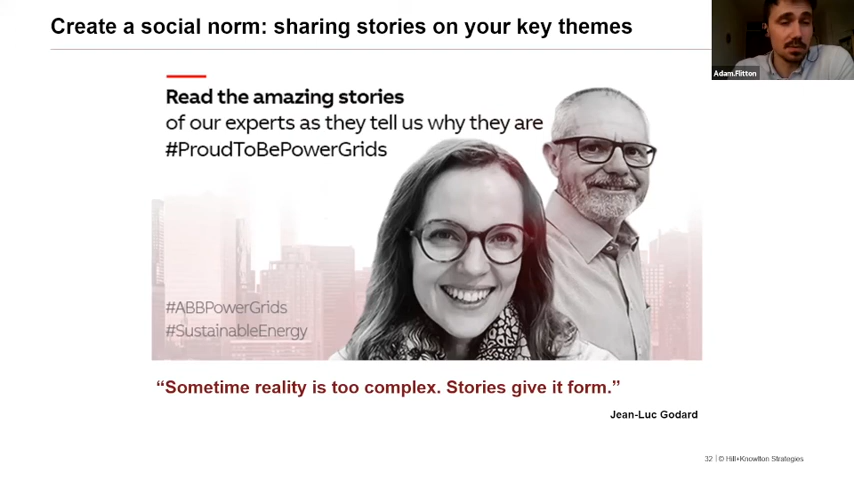 Create a social norm: sharing stories on your key themes
Adam.Flitton
Read the amazing stories
of our experts as they tell us why they are
#ProudToBePowerGrids
#ABBPowerGrids
#SustainableEnergy
“Sometime reality is too complex. Stories give it form.”
Jean-Luc Godard
32 | © Hill+Knowlton Strategies